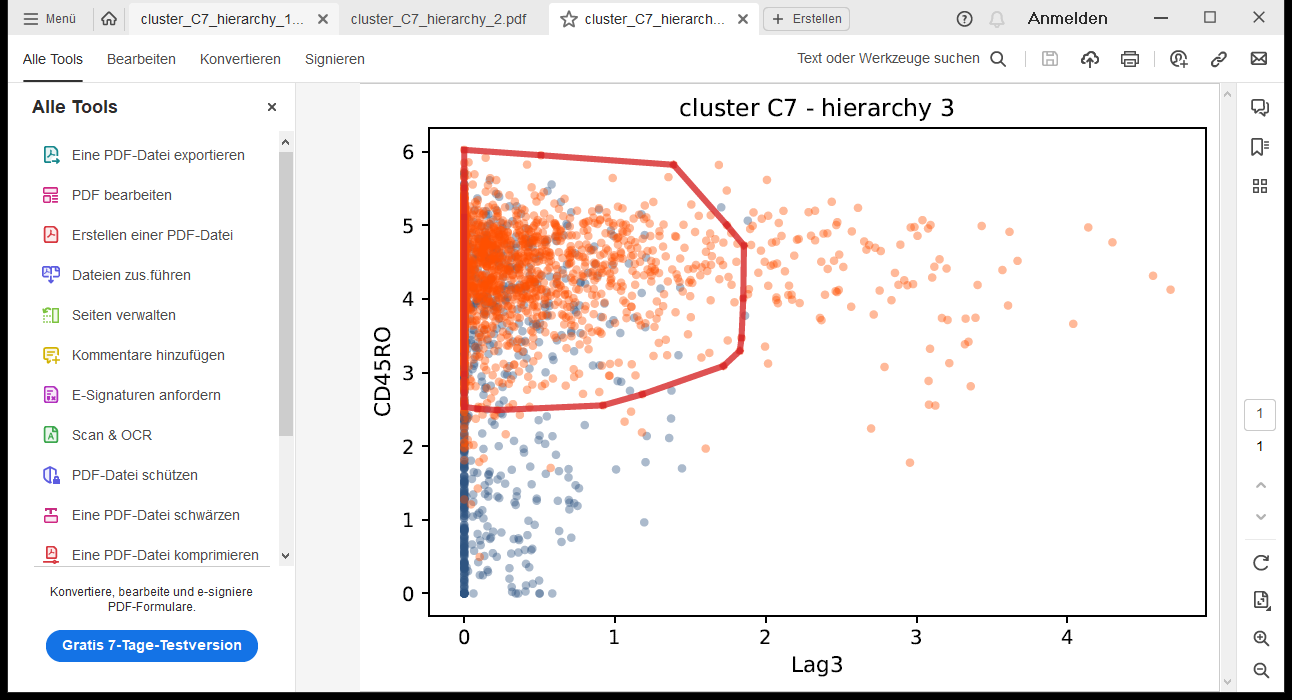 Menü
cluster_C7_hierarchy_1...
cluster_C7_hierarchy_2.pdf
cluster_C7_hierarch...
Erstellen
Anmelden
Alle Tools
Bearbeiten
Konvertieren
Signieren
Text oder Werkzeuge suchen
Alle Tools
Eine PDF-Datei exportieren
PDF bearbeiten
Erstellen einer PDF-Datei
Dateien zus.führen
Seiten verwalten
Kommentare hinzufügen
E-Signaturen anfordern
Scan & OCR
PDF-Datei schützen
Eine PDF-Datei schwärzen
Eine PDF-Datei komprimieren
Konvertiere, bearbeite und e-signiere
PDF-Formulare.
Gratis 7-Tage-Testversion
cluster C7 - hierarchy 3
6
5
4
3
2
1
0
CD45RO
0
1
2
3
4
Lag3
1
1